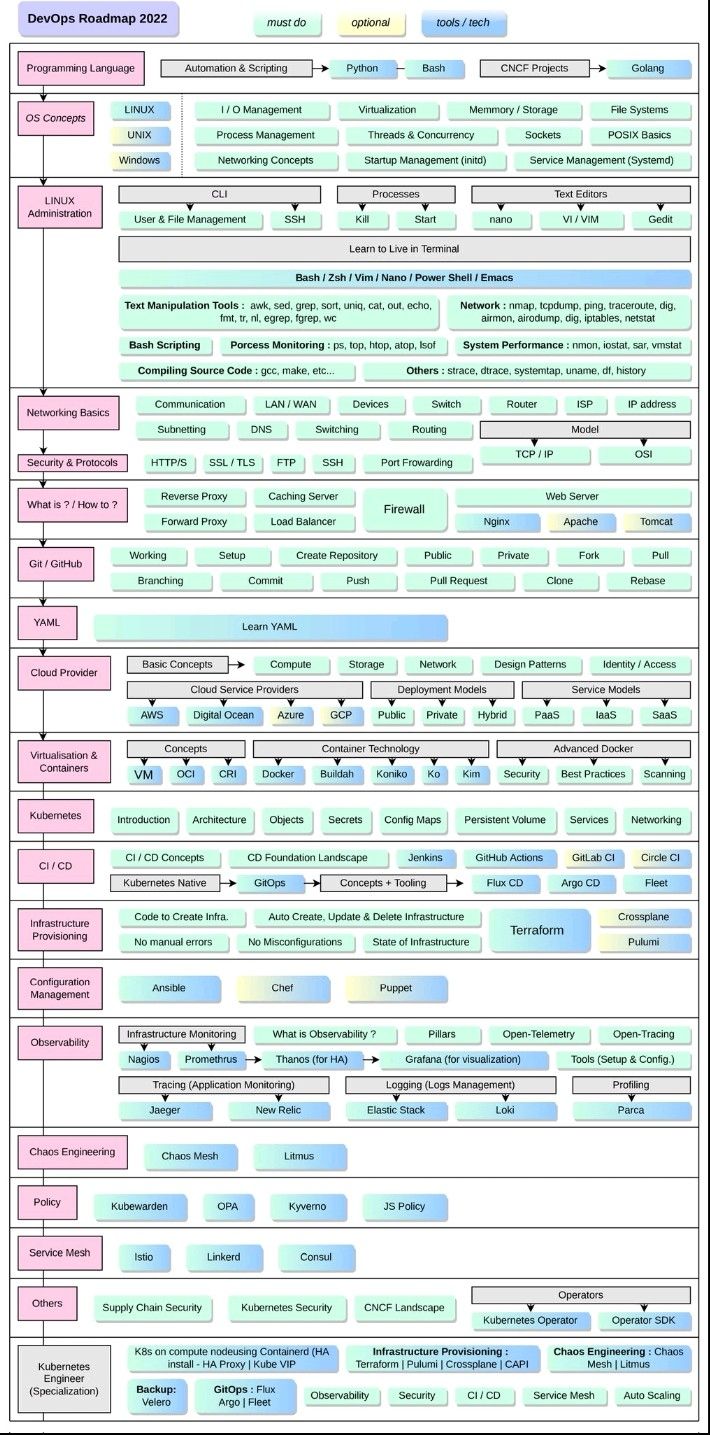 DevOps Roadmap 2022
must do
optional
tools / tech
Programming Language
Automation & Scripting
Python
Bash
CNCF Projects
Golang
OS Concepts
LINUX
I / O Management
Virtualization
Memmory / Storage
File Systems
UNIX
Process Management
Threads & Concurrency
Sockets
POSIX Basics
Windows
Networking Concepts
Startup Management (initd)
Service Management (Systemd)
LINUX
Administration
CLI
Processes
Text Editors
User & File Management
SSH
Kill
Start
nano
VI / VIM
Gedit
Learn to Live in Terminal
Bash / Zsh / Vim / Nano / Power Shell / Emacs
Text Manipulation Tools : awk, sed, grep, sort, uniq, cat, out, echo,
fmt, tr, nl, egrep, fgrep, wc
Network : nmap, tcpdump, ping, traceroute, dig,
airmon, airodump, dig, iptables, netstat
Bash Scripting
Porcess Monitoring : ps, top, htop, atop, lsof
System Performance : nmon, iostat, sar, vmstat
Compiling Source Code : gcc, make, etc...
Others : strace, dtrace, systemtap, uname, df, history
Networking Basics
Communication
LAN / WAN
Devices
Switch
Router
ISP
IP address
Subnetting
DNS
Switching
Routing
Model
TCP / IP
OSI
Security & Protocols
HTTP/S
SSL / TLS
FTP
SSH
Port Frowarding
What is ? / How to ?
Reverse Proxy
Caching Server
Firewall
Web Server
Forward Proxy
Load Balancer
Nginx
Apache
Tomcat
Git / GitHub
Working
Setup
Create Repository
Public
Private
Fork
Pull
Branching
Commit
Push
Pull Request
Clone
Rebase
YAML
Learn YAML
Cloud Provider
Basic Concepts
Compute
Storage
Network
Design Patterns
Identity / Access
Cloud Service Providers
Deployment Models
Service Models
AWS
Digital Ocean
Azure
GCP
Public
Private
Hybrid
PaaS
IaaS
SaaS
Virtualisation &
Containers
Concepts
Container Technology
Advanced Docker
VM
OCI
CRI
Docker
Buildah
Koniko
Ko
Kim
Security
Best Practices
Scanning
Kubernetes
Introduction
Architecture
Objects
Secrets
Config Maps
Persistent Volume
Services
Networking
CI / CD
CI / CD Concepts
CD Foundation Landscape
Jenkins
GitHub Actions
GitLab CI
Circle CI
Kubernetes Native
GitOps
Concepts + Tooling
Flux CD
Argo CD
Fleet
Infrastructure
Provisioning
Code to Create Infra.
Auto Create, Update & Delete Infrastructure
Terraform
Crossplane
No manual errors
No Misconfigurations
State of Infrastructure
Pulumi
Configuration
Management
Ansible
Chef
Puppet
Observability
Infrastructure Monitoring
What is Observability ?
Pillars
Open-Telemetry
Open-Tracing
Nagios
Promethrus
Thanos (for HA)
Grafana (for visualization)
Tools (Setup & Config.)
Tracing (Application Monitoring)
Logging (Logs Management)
Profiling
Jaeger
New Relic
Elastic Stack
Loki
Parca
Chaos Engineering
Chaos Mesh
Litmus
Policy
Kubewarden
OPA
Kyverno
JS Policy
Service Mesh
Istio
Linkerd
Consul
Others
Supply Chain Security
Kubernetes Security
CNCF Landscape
Operators
Kubernetes Operator
Operator SDK
Kubernetes
Engineer
(Specialization)
K8s on compute nodeusing Containerd (HA
install - HA Proxy | Kube VIP
Infrastructure Provisioning :
Terraform | Pulumi | Crossplane | CAPI
Chaos Engineering : Chaos
Mesh | Litmus
Backup:
Velero
GitOps : Flux
Argo | Fleet
Observability
Security
CI / CD
Service Mesh
Auto Scaling